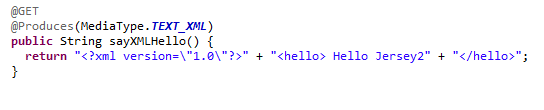 @GET
@Produces(MediaType.TEXT_XML)
public String sayXMLHello() {
return "<?xml version=\"1.0\"?>" + "<hello> Hello Jersey2" + "</hello>";
}